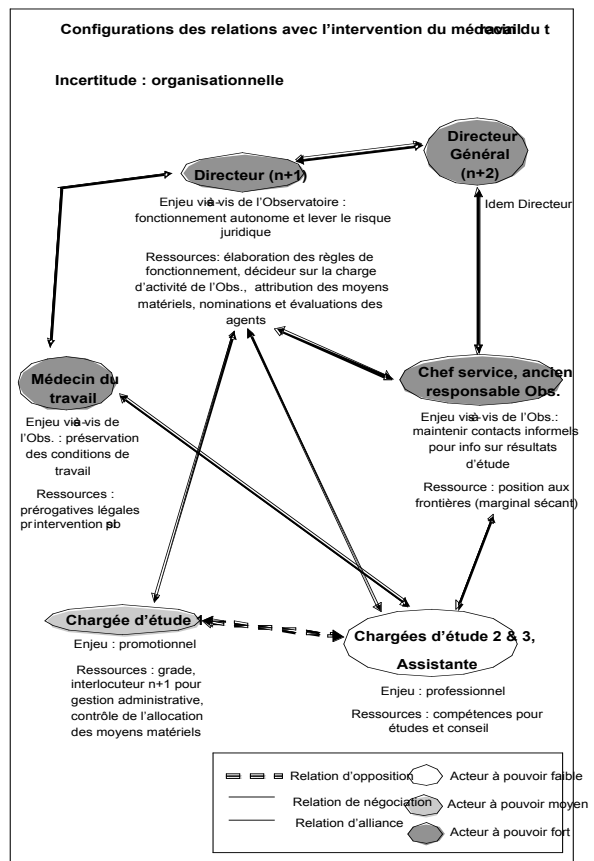 Configurations des relations avec l'intervention du médecin du t
Incertitude : organisationnelle
Directeur
Général
(n+2)
Directeur (n+1)
Idem Directeur
Enjeu vis-à-vis de l'Observatoire :
fonctionnement autonome et lever le risque
juridique
Ressources: élaboration des règles de
fonctionnement, décideur sur la charge
d'activité de l'Obs., attribution des moyens
matériels, nominations et évaluations des
agents
Médecin du
travail
Enjeu vis-à-vis de
l'Obs. : préservation
des conditions de
travail
Ressources :
prérogatives légales
pr intervention
Chef service, ancien
responsable Obs.
Enjeu vis-à-vis de l'Obs.:
maintenir contacts informels
pour info sur résultats
d'étude
Ressource : position aux
frontières (marginal sécant)
Chargée d'étude 1
Enjeu : promotionnel
Ressources : grade,
interlocuteur n+1 pour
gestion administrative,
contrôle de l'allocation
des moyens matériels
Chargées d'étude 2 & 3,
Assistante
Enjeu : professionnel
Ressources : compétences pour
études et conseil
Relation d'opposition
Acteur à pouvoir faible
Relation de négociation
Acteur à pouvoir moyen
Relation d'alliance
Acteur à pouvoir fort